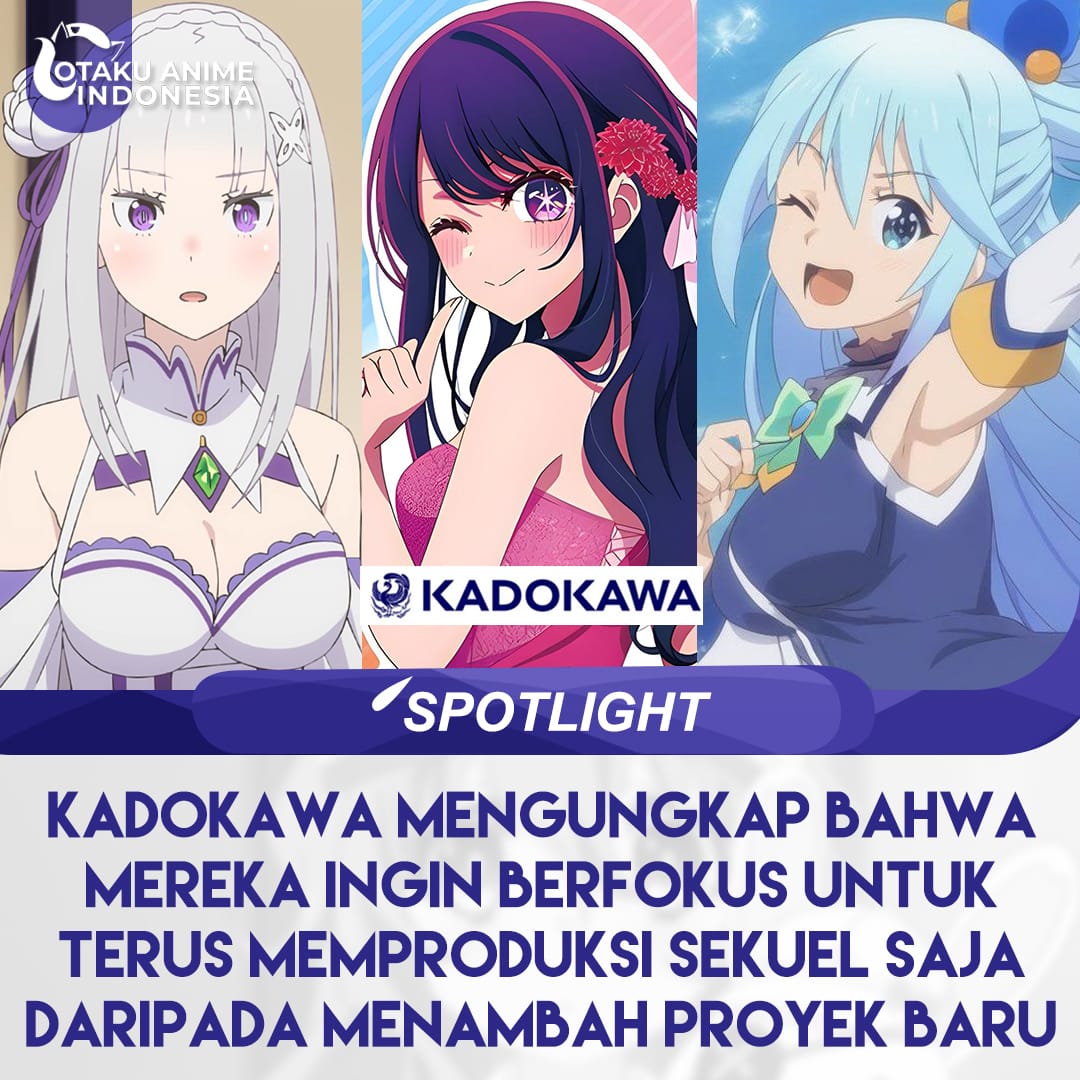 OTAKU ANIME
INDONESIA
KADOKAWA
SPOTLIGHT
KADOKAWA MENGUNGKAP BAHWA
MEREKA INGIN BERFOKUS UNTUK
TERUS MEMPRODUKSI SEKUEL SAJA
DARIPADA MENAMBAH PROYEK BARU